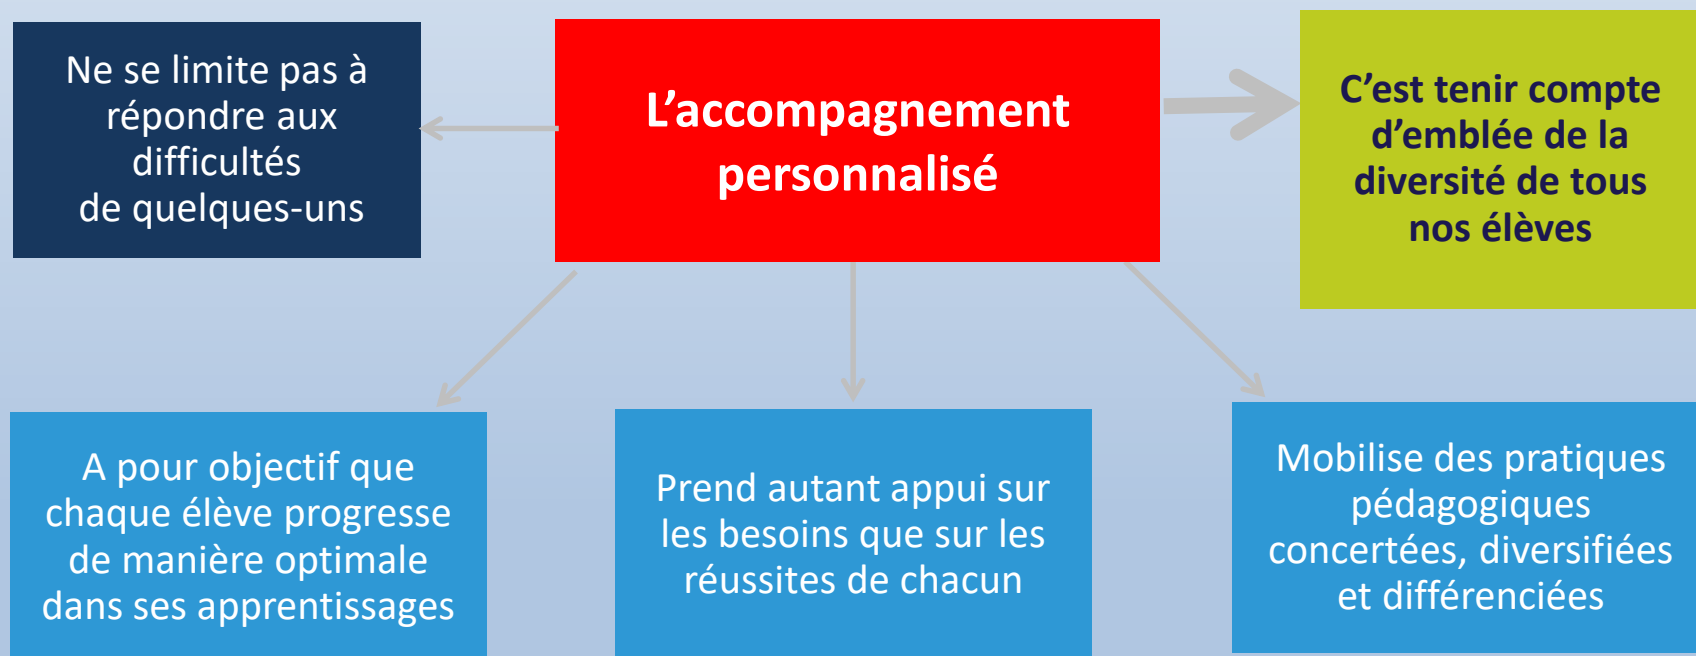 Ne se limite pas à
répondre aux
difficultés
de quelques-uns
L’accompagnement
personnalisé
C’est tenir compte
d’emblée de la
diversité de tous
nos élèves
A pour objectif que
chaque élève progresse
de manière optimale
dans ses apprentissages
Prend autant appui sur
les besoins que sur les
réussites de chacun
Mobilise des pratiques
pédagogiques
concertées, diversifiées
et différenciées